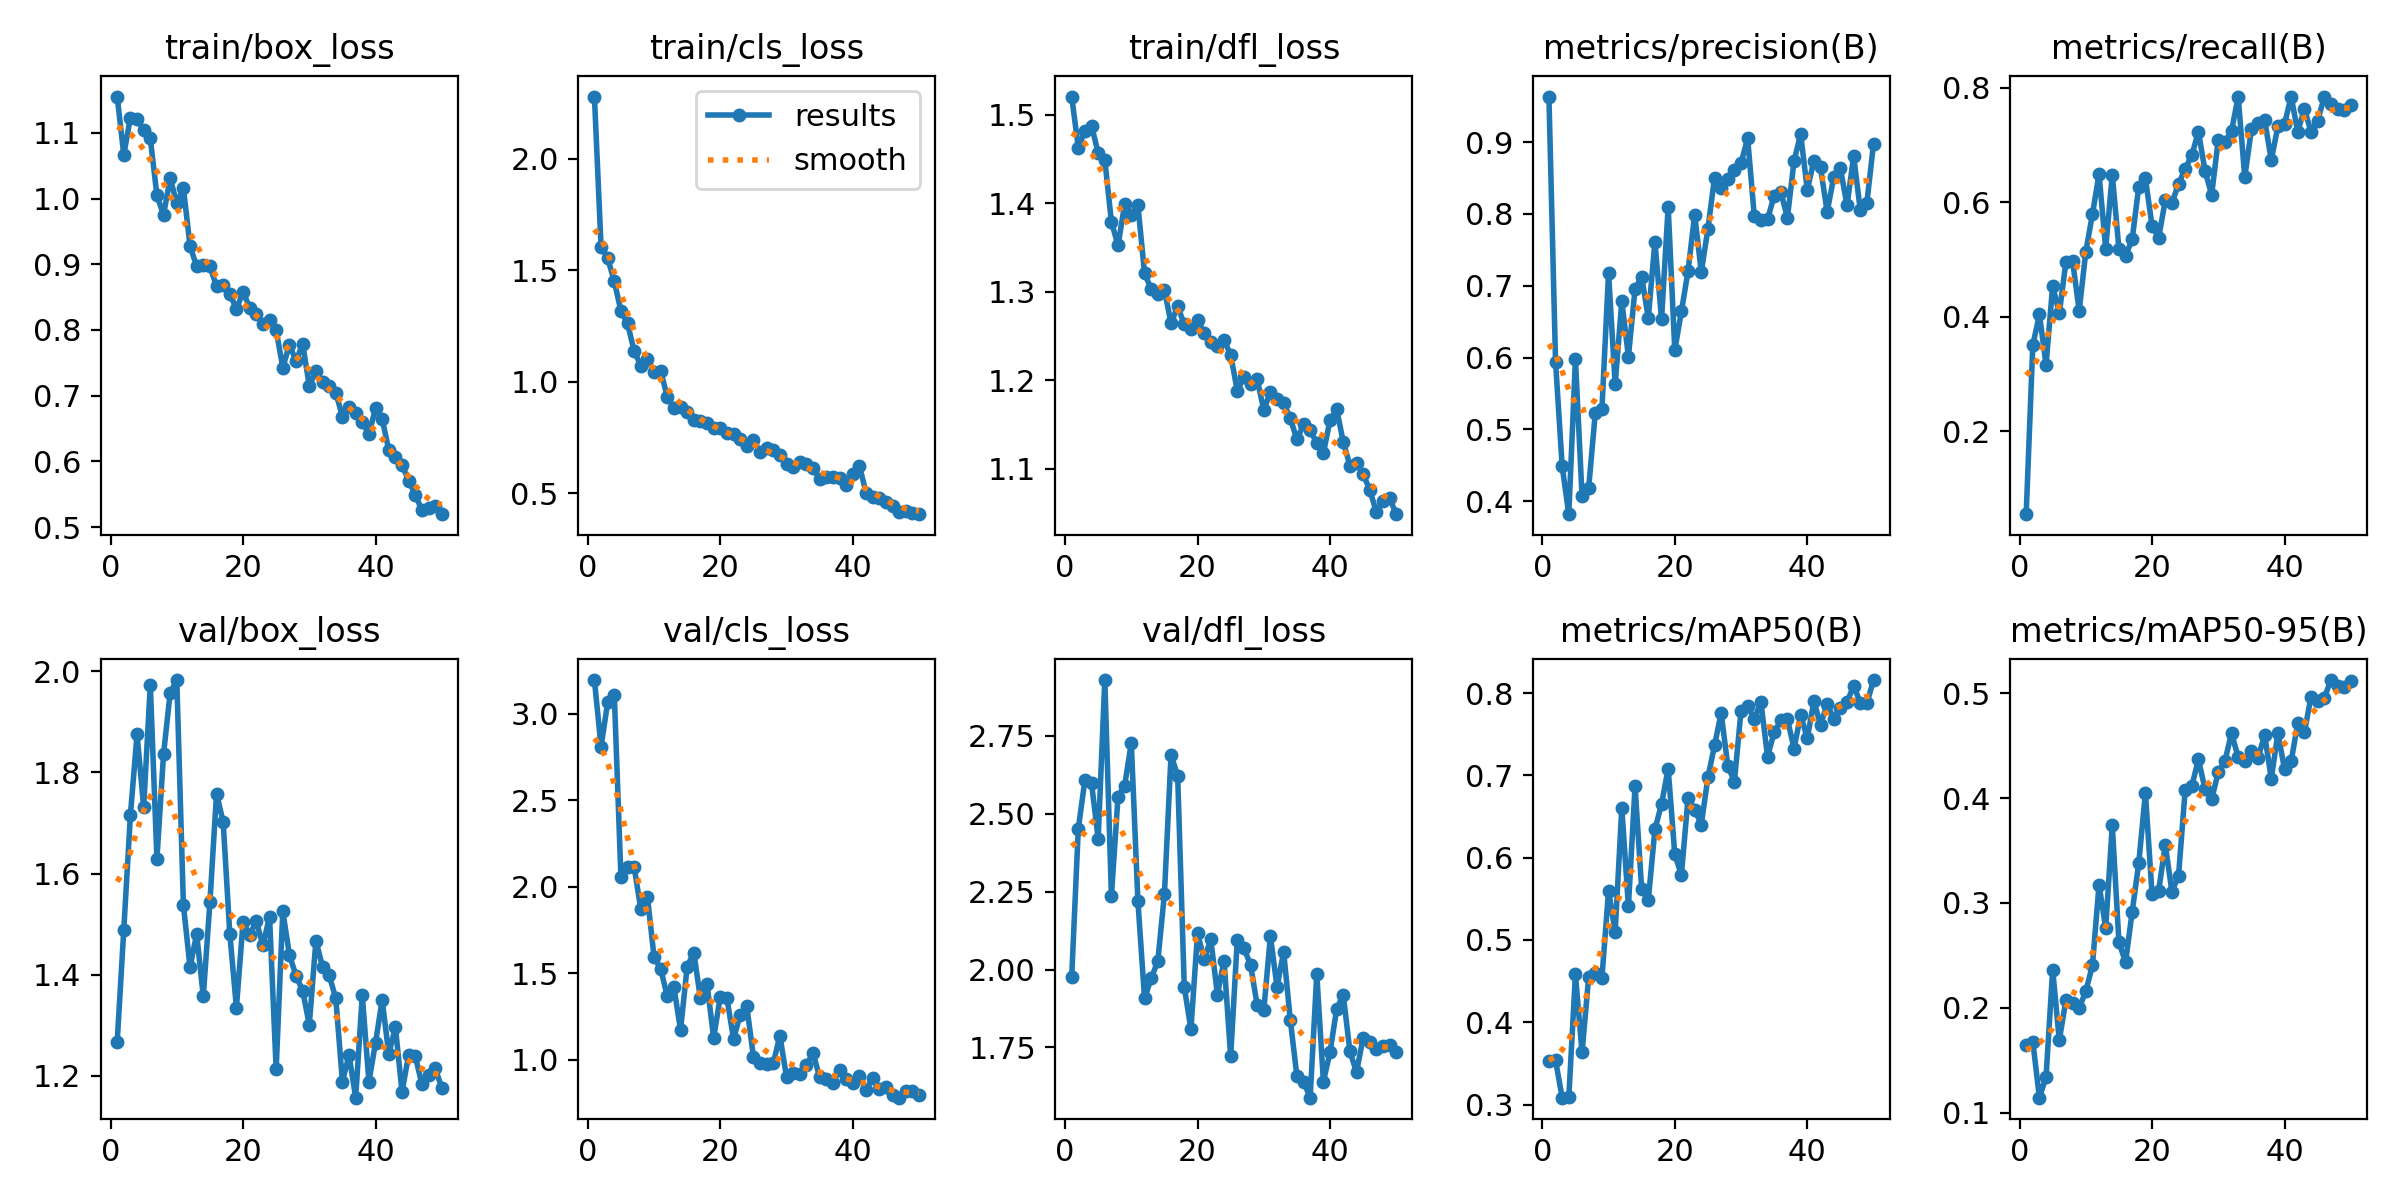 train/box_loss
1.1
1.0
0.9
0.8
0.7
0.6
0.5
0 20 40
train/cls_loss
results
smooth
2.0
1.5
1.0
0.5
0 20 40
train/dfl_loss
1.5
1.4
1.3
1.2
1.1
0 20 40
metrics/precision(B)
0.9
0.8
0.7
0.6
0.5
0.4
0 20 40
metrics/recall(B)
0.8
0.6
0.4
0.2
0 20 40
val/box_loss
2.0
1.8
1.6
1.4
1.2
0 20 40
val/cls_loss
3.0
2.5
2.0
1.5
1.0
0 20 40
val/dfl_loss
2.75
2.50
2.25
2.00
1.75
0 20 40
metrics/mAP50(B)
0.8
0.7
0.6
0.5
0.4
0.3
0 20 40
metrics/mAP50-95(B)
0.5
0.4
0.3
0.2
0.1
0 20 40